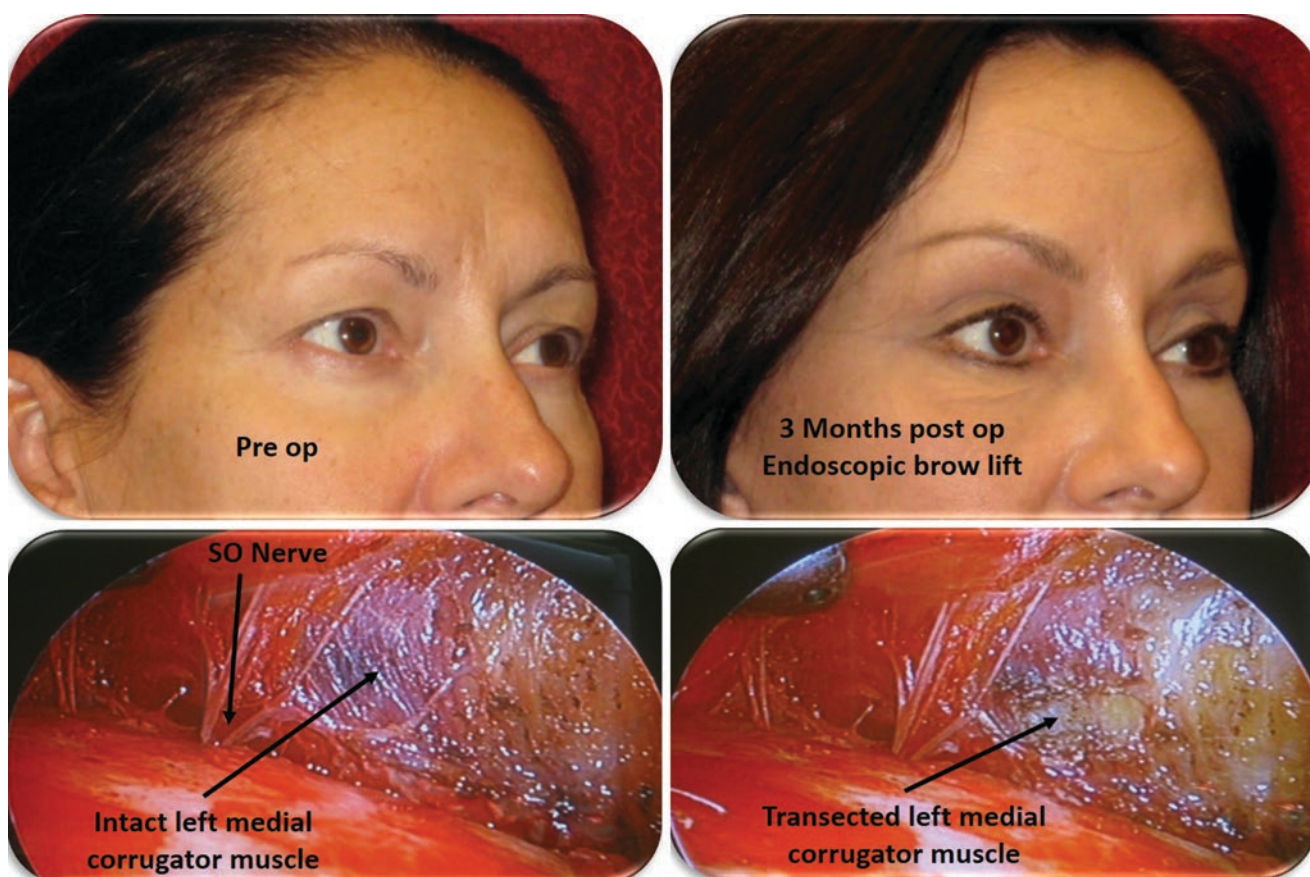 Pre op
3 Months post op
Endoscopic brow lift
SO Nerve
Intact left medial
corrugator muscle
Transected left medial
corrugator muscle